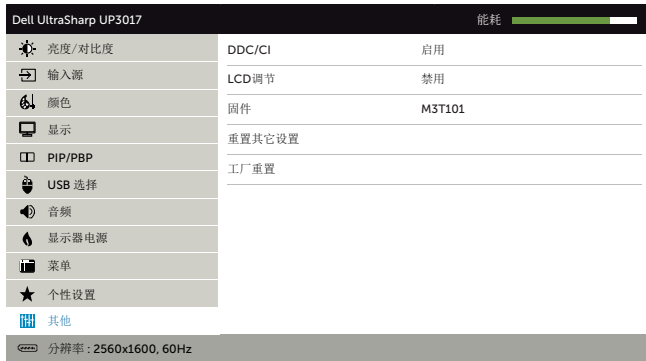 Dell UltraSharp UP3017 能耗
亮度/对比度
输入源
颜色
显示
PIP/PBP
USB 选择
音频
显示器电源
菜单
个性设置
其他
DDC/CI 启用
LCD调节 禁用
固件 M3T101
重置其它设置
工厂重置
分辨率 : 2560x1600, 60Hz